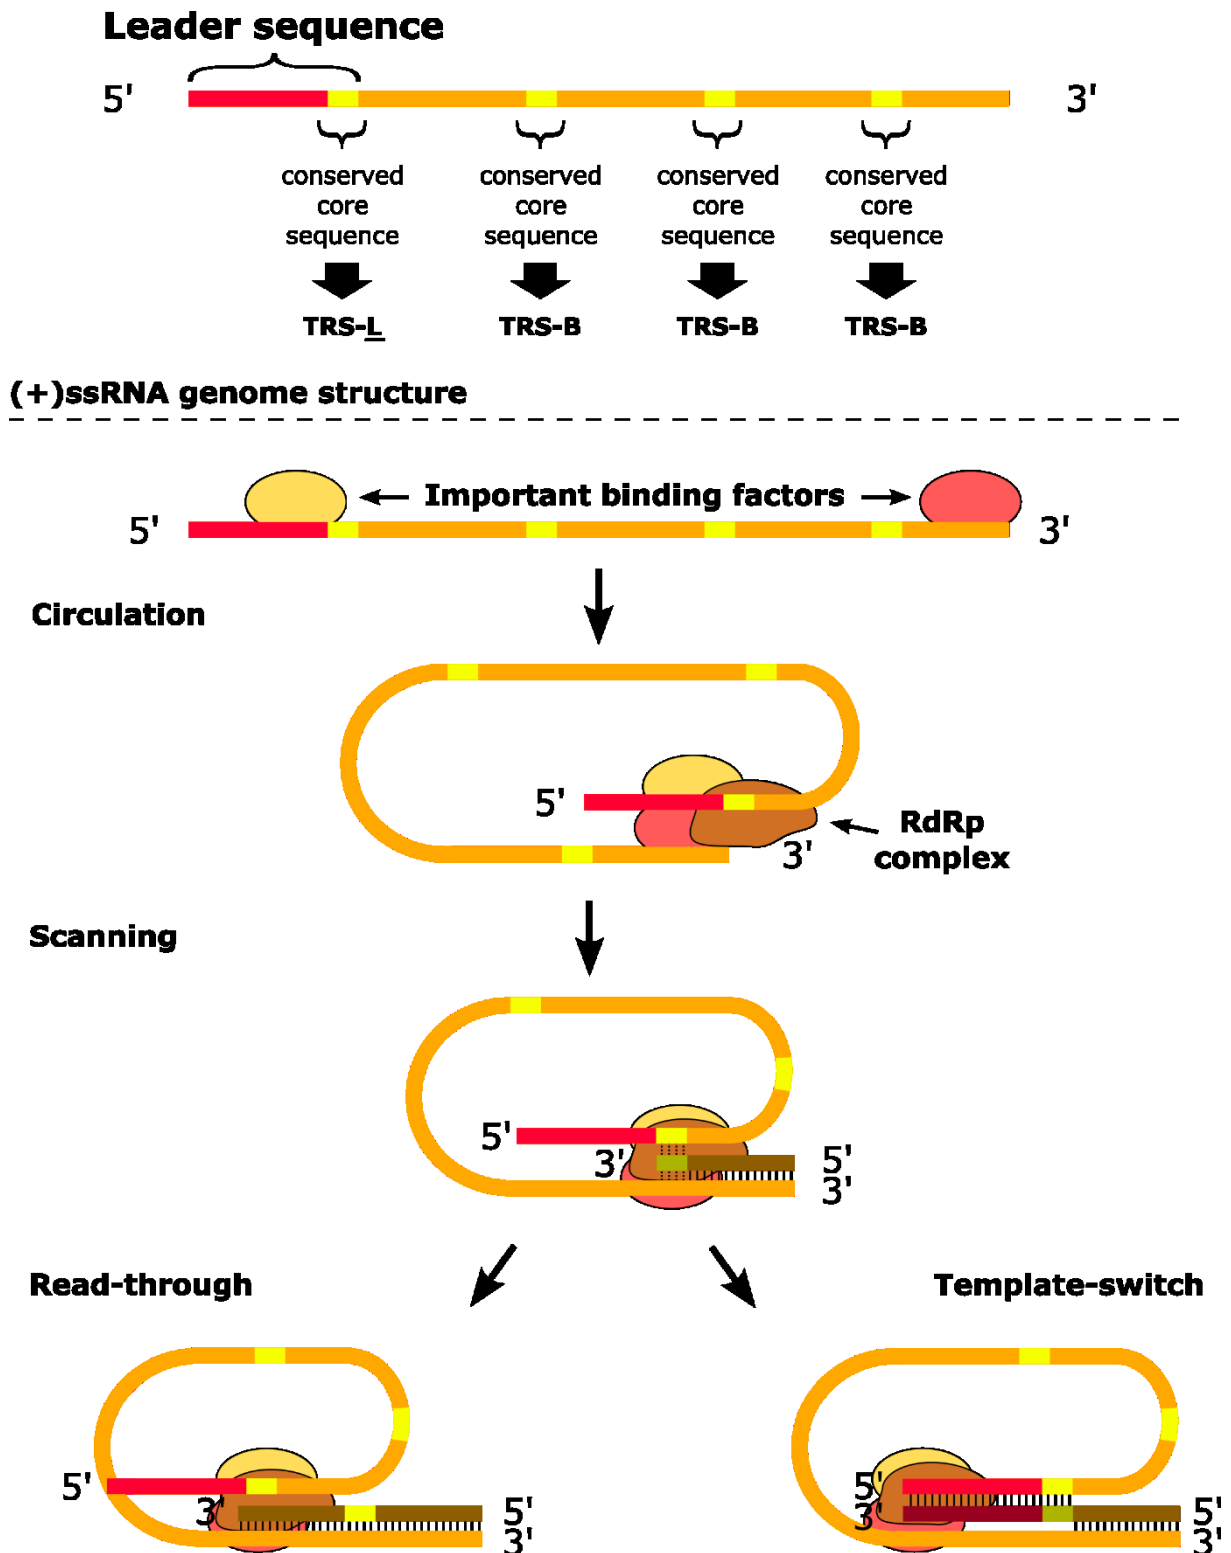 Leader sequence
5' 3'
conserved conserved conserved conserved
core core core core
sequence sequence sequence sequence
TRS-L TRS-B TRS-B TRS-B
(+)ssRNA genome structure
Important binding factors
5' 3'
Circulation
5'
RdRp
complex
3'
Scanning
5'
3' 5'
3'
Read-through Template-switch
5' 5'
3' 5' 3' 5'
3' 3'